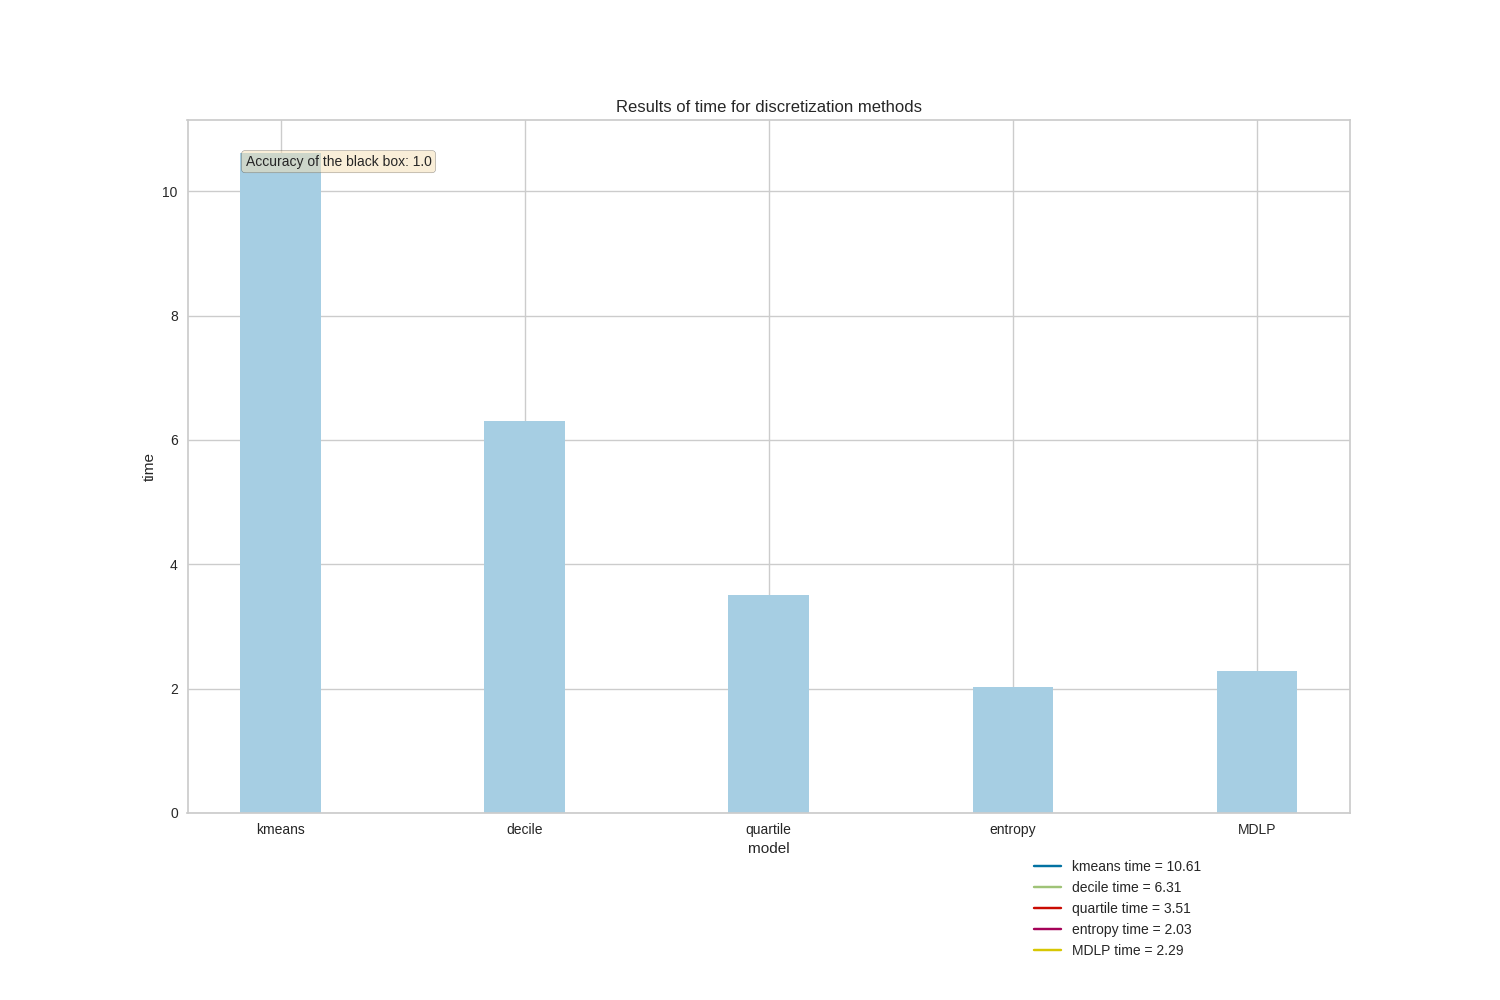 Results of time for discretization methods
Accuracy of the black box: 1.0
10
8
6
4
2
0
time
kmeans decile quartile entropy MDLP
model
kmeans time = 10.61
decile time = 6.31
quartile time = 3.51
entropy time = 2.03
MDLP time = 2.29